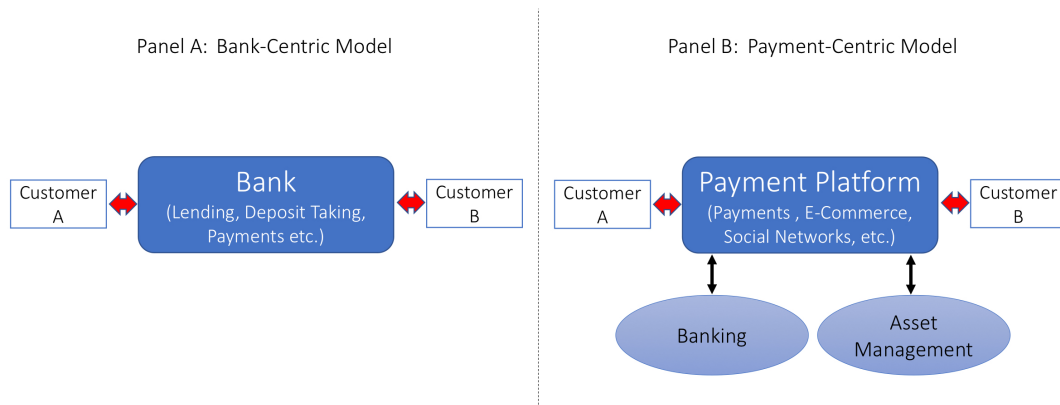 Panel A: Bank-Centric Model
Customer
A
Bank
(Lending, Deposit Taking,
Payments etc.)
Customer
B
Panel B: Payment-Centric Model
Customer
A
Payment Platform
(Payments , E-Commerce,
Social Networks, etc.)
Customer
B
Banking
Asset
Management